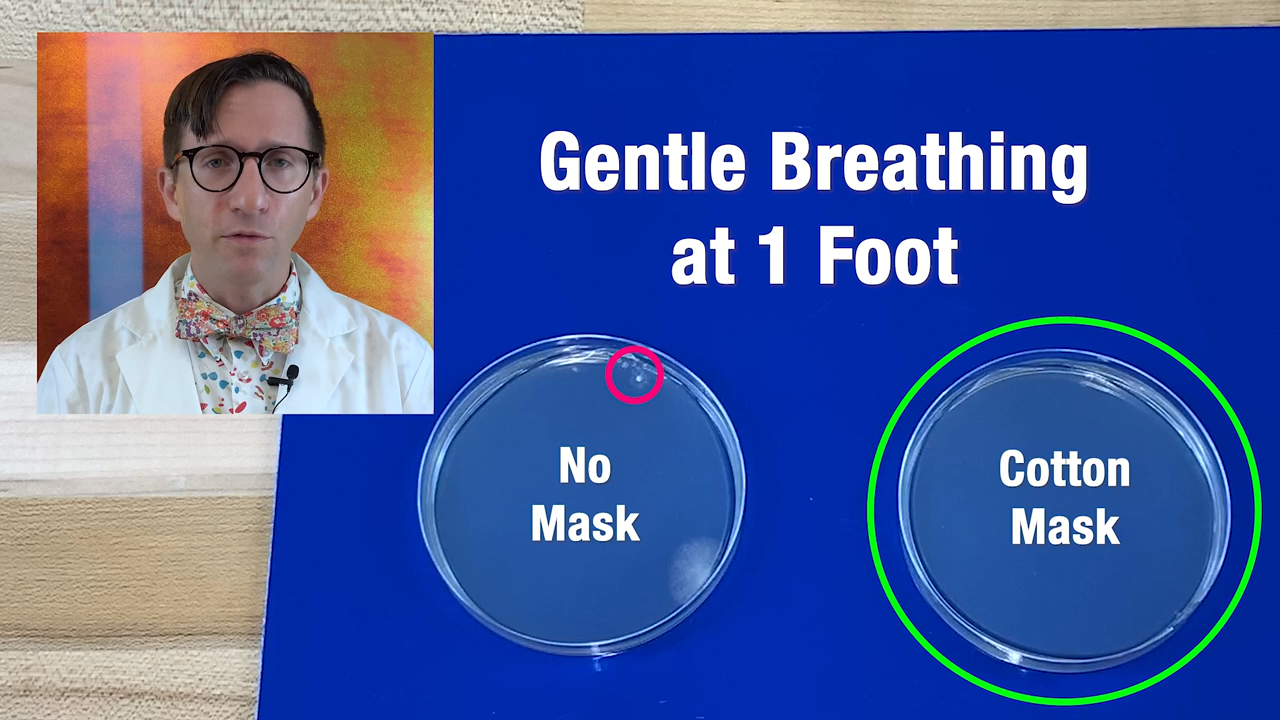 Gentle Breathing
at 1 Foot
No
Mask
Cotton
Mask